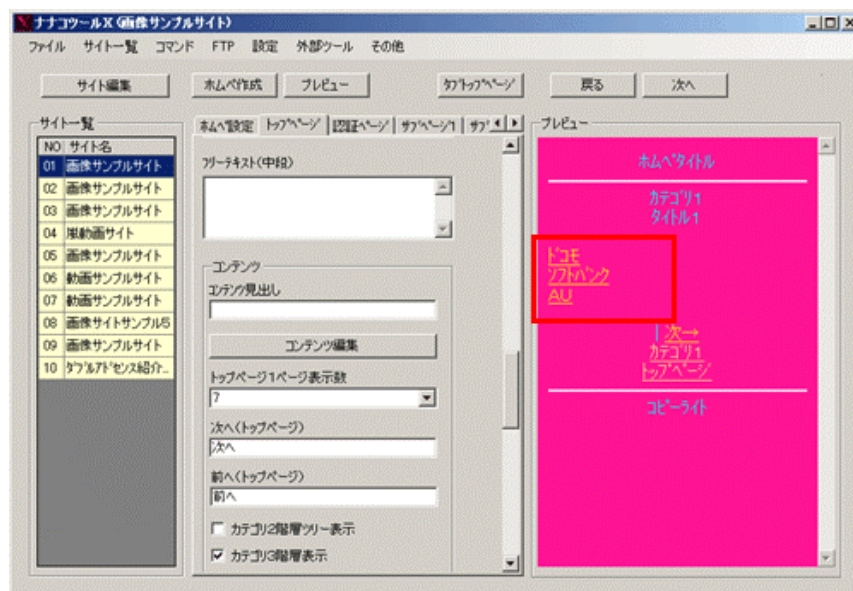 ナナコツールX(画像サンプルサイト)
ファイル サイト一覧 コマンド FTP 設定 外部ツール その他
サイト編集 ホムペ作成 プレビュー ﾀﾌﾞﾄｯﾌﾟﾍﾟｰｼﾞ 戻る 次へ
サイト一覧
NO サイト名
01 画像サンプルサイト
02 画像サンプルサイト
03 画像サンプルサイト
04 嵐動画サイト
05 画像サンプルサイト
06 動画サンプルサイト
07 動画サンプルサイト
08 画像サイトサンプル5
09 画像サンプルサイト
10 ﾀﾞﾌﾞﾙｱﾄﾞｾﾝｽ紹介...
ﾎﾑﾍﾟ設定 ﾄｯﾌﾟﾍﾟｰｼﾞ 認証ﾍﾟｰｼﾞ ｻﾌﾞﾍﾟｰｼﾞ1 ｻﾌﾞ
ﾌﾘｰﾃｷｽﾄ(中段)
コンテンツ
ｺﾝﾃﾝﾂ見出し
コンテンツ編集
トップページ1ページ表示数
7
次へ(トップページ)
次へ
前へ(トップページ)
前へ
カテゴリ2階層ツリー表示
カテゴリ3階層表示
プレビュー
ﾎﾑﾍﾟﾀｲﾄﾙ
ｶﾃｺﾞﾘ1
ﾀｲﾄﾙ1
ﾄﾞｺﾓ
ｿﾌﾄﾊﾞﾝｸ
AU
|次→
ｶﾃｺﾞﾘ1
ﾄｯﾌﾟﾍﾟｰｼﾞ
ｺﾋﾟｰﾗｲﾄ